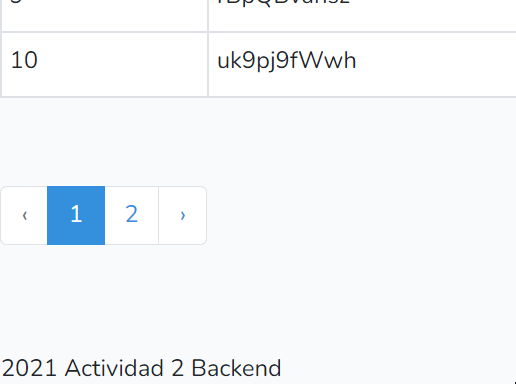 10 uk9pj9fWwh
‹ 1 2 ›
2021 Actividad 2 Backend